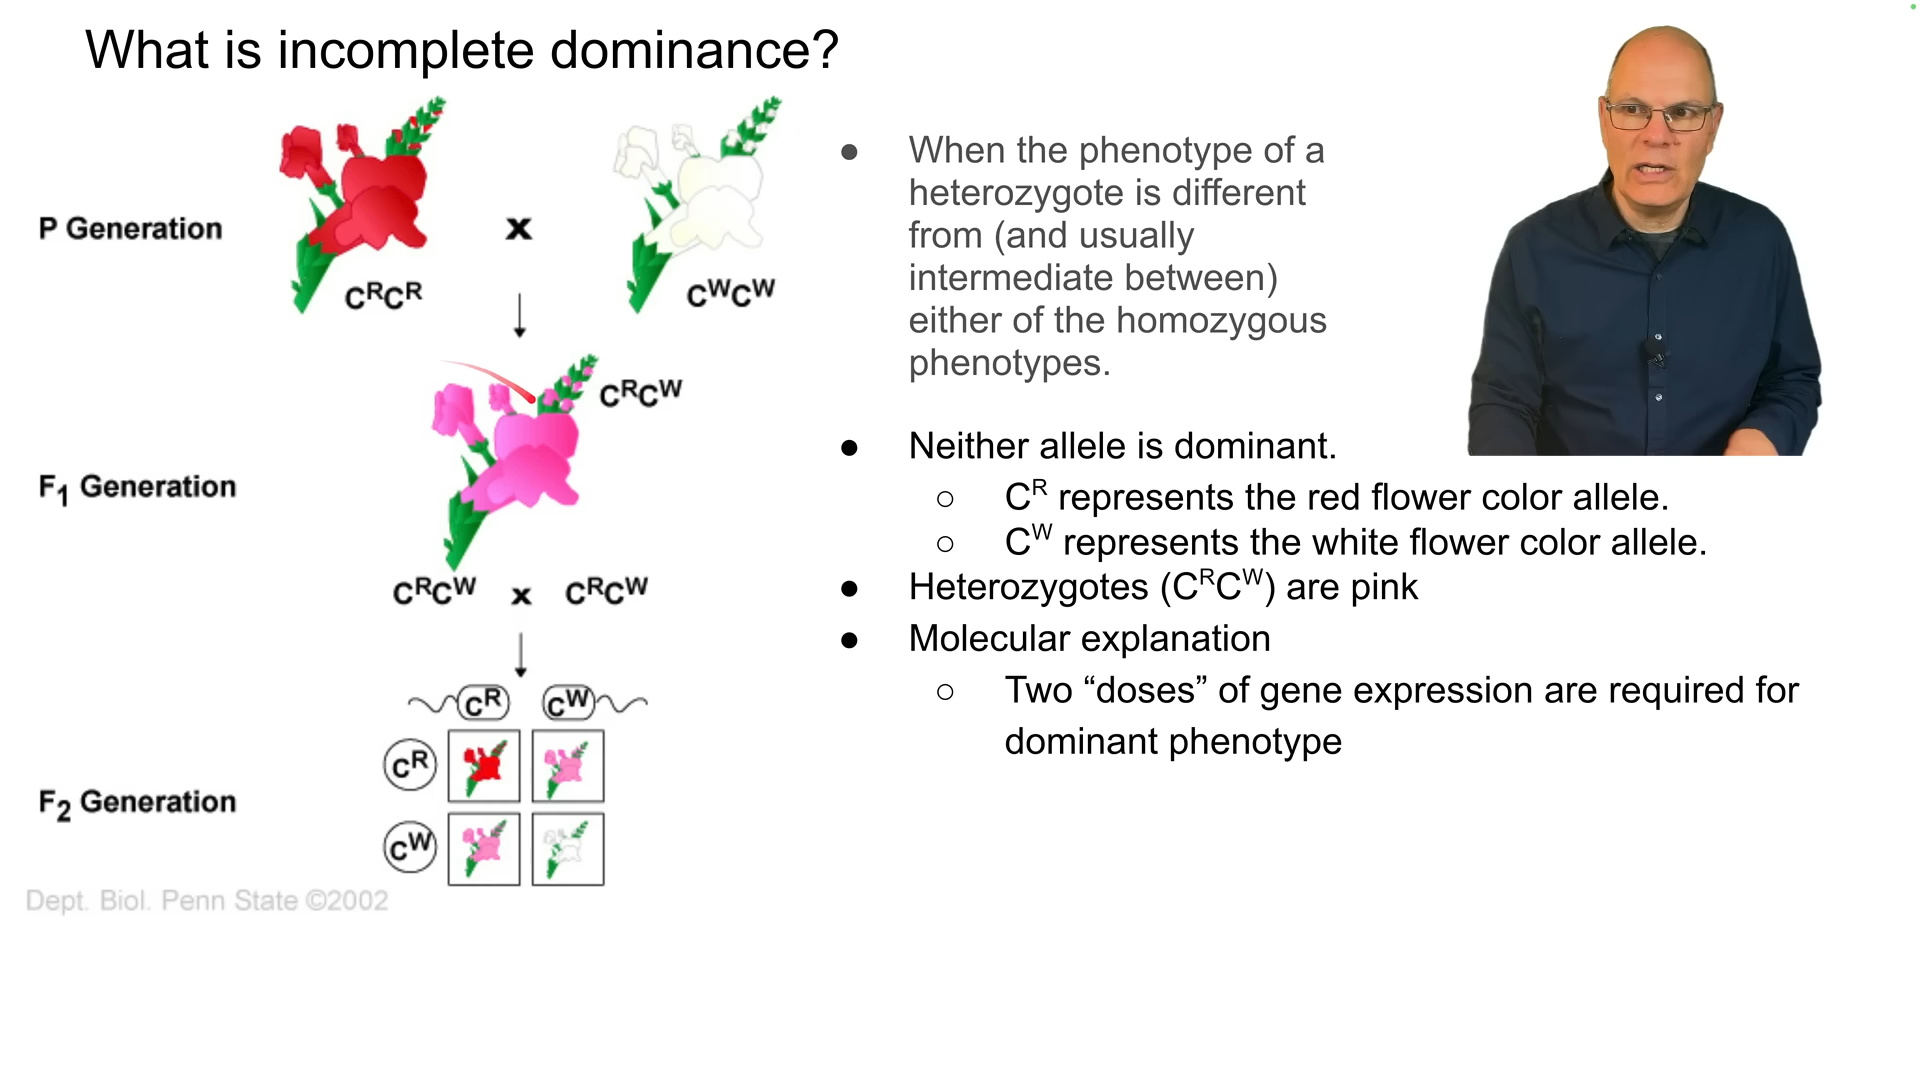 What is incomplete dominance?
P Generation
x
CᴿCᴿ
CᵂCᵂ
CᴿCᵂ
F₁ Generation
CᴿCᵂ x CᴿCᵂ
Cᴿ Cᵂ
Cᴿ
F₂ Generation
Cᵂ
Dept. Biol. Penn State ©2002
● When the phenotype of a
heterozygote is different
from (and usually
intermediate between)
either of the homozygous
phenotypes.
● Neither allele is dominant.
○ Cᴿ represents the red flower color allele.
○ Cᵂ represents the white flower color allele.
● Heterozygotes (CᴿCᵂ) are pink
● Molecular explanation
○ Two “doses” of gene expression are required for
dominant phenotype